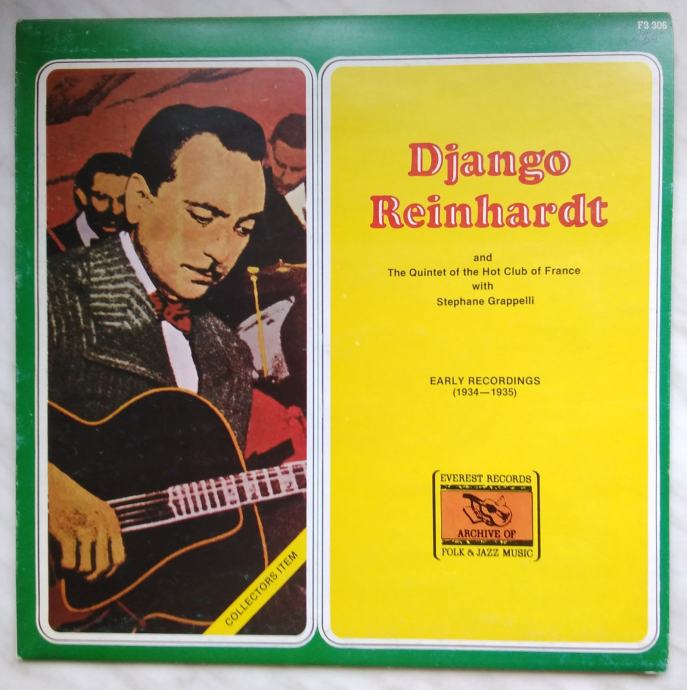 F3 306
Django
Reinhardt
and
The Quintet of the Hot Club of France
with
Stephane Grappelli
EARLY RECORDINGS
(1934—1935)
EVEREST RECORDS
ARCHIVE OF
FOLK & JAZZ MUSIC
COLLECTORS ITEM